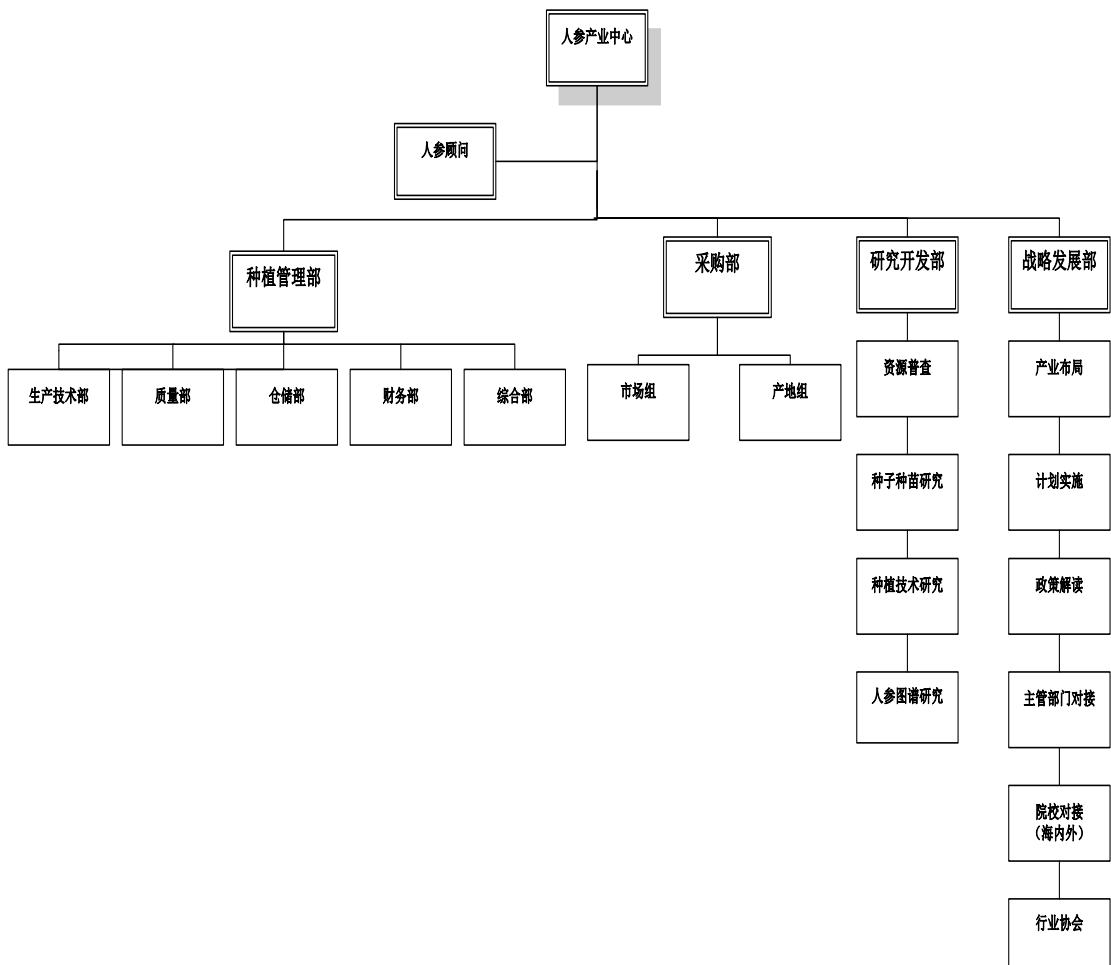 人参产业中心
人参顾问
种植管理部
采购部
研究开发部
战略发展部
生产技术部
质量部
仓储部
财务部
综合部
市场组
产地组
资源普查
产业布局
种子种苗研究
计划实施
种植技术研究
政策解读
人参图谱研究
主管部门对接
院校对接
（海内外）
行业协会